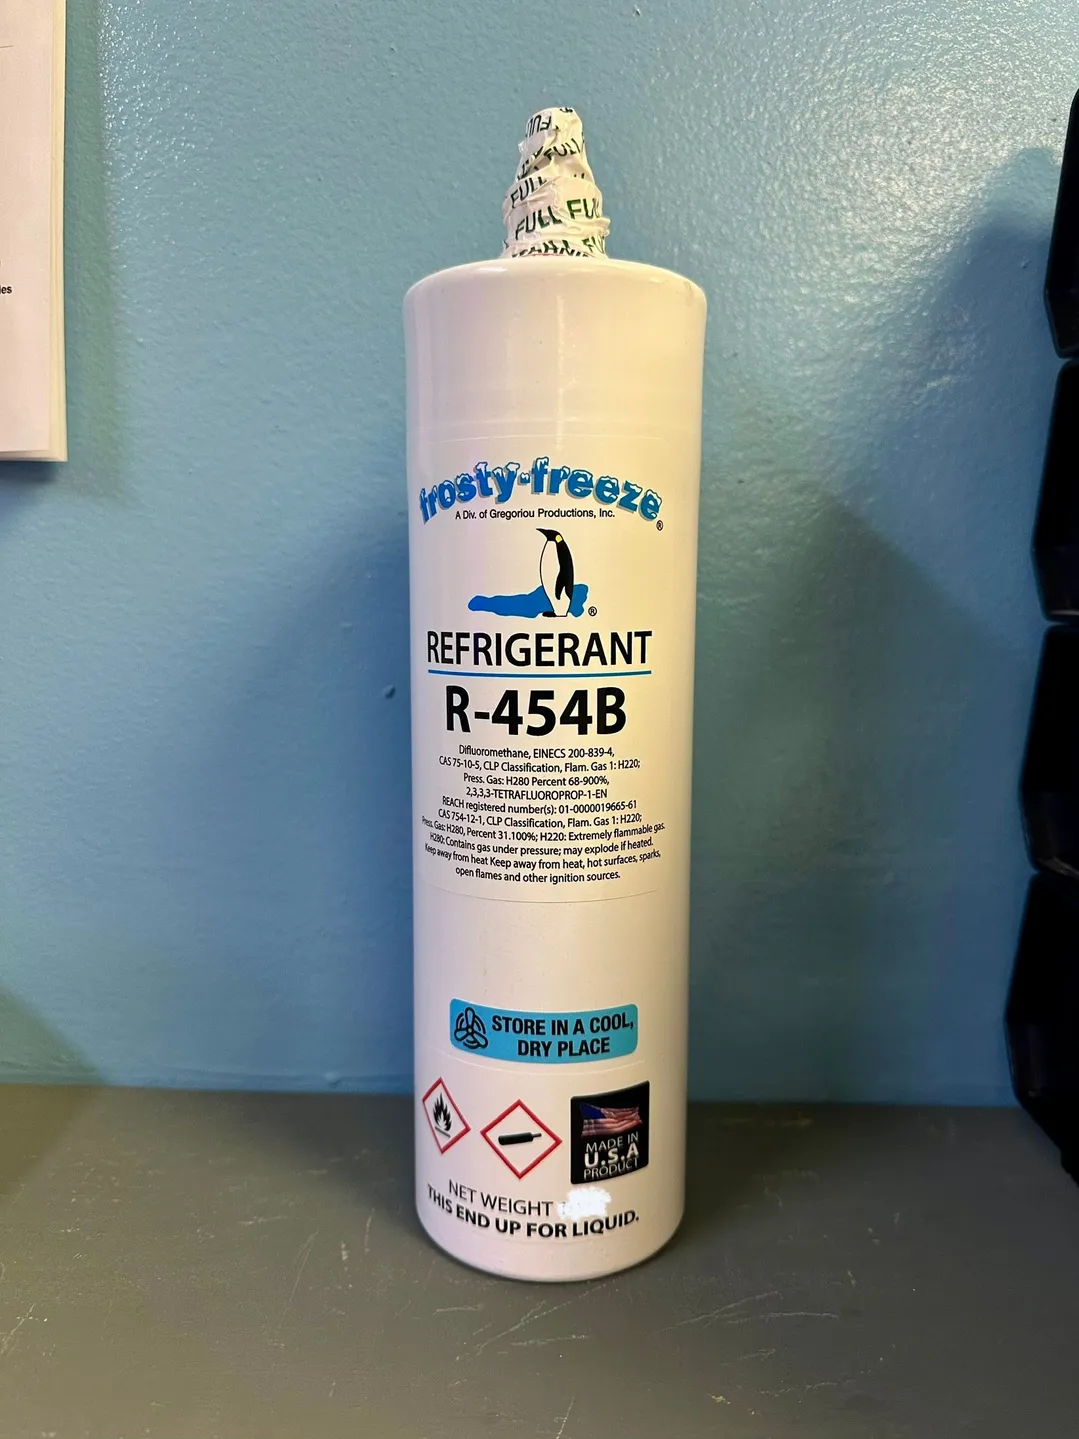 FULL
FULL
FULL FU
frosty-freeze®
A Div. of Gregoriou Productions, Inc.
®
REFRIGERANT
R-454B
Difluoromethane, EINECS 200-839-4,
CAS 75-10-5, CLP Classification, Flam. Gas 1: H220;
Press. Gas: H280 Percent 68-900%,
2,3,3,3-TETRAFLUOROPROP-1-EN
REACH registered number(s): 01-0000019665-61
CAS 754-12-1, CLP Classification, Flam. Gas 1: H220;
Press. Gas: H280, Percent 31.100%; H220: Extremely flammable gas.
H280: Contains gas under pressure; may explode if heated.
Keep away from heat Keep away from heat, hot surfaces, sparks,
open flames and other ignition sources.
STORE IN A COOL,
DRY PLACE
MADE IN
U.S.A
PRODUCT
NET WEIGHT
THIS END UP FOR LIQUID.
les